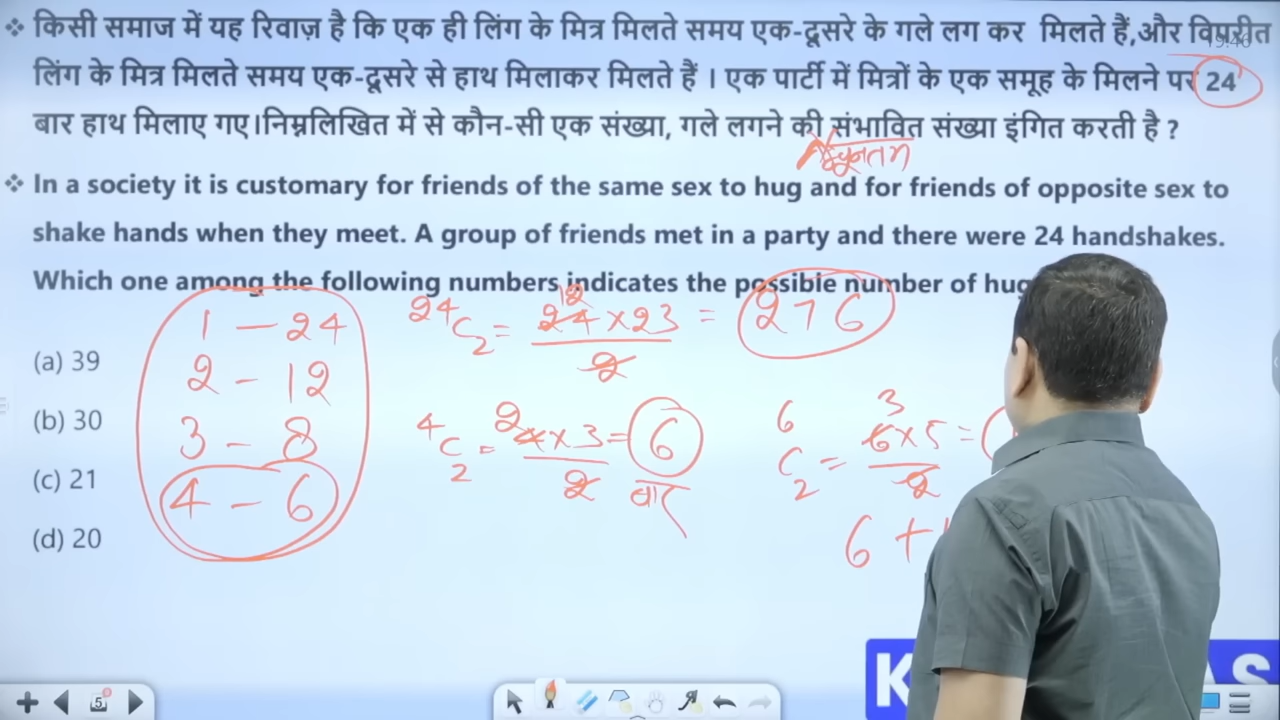 ❖ किसी समाज में यह रिवाज़ है कि एक ही लिंग के मित्र मिलते समय एक-दूसरे के गले लग कर मिलते हैं,और विपरीत
लिंग के मित्र मिलते समय एक-दूसरे से हाथ मिलाकर मिलते हैं । एक पार्टी में मित्रों के एक समूह के मिलने पर 24
बार हाथ मिलाए गए।निम्नलिखित में से कौन-सी एक संख्या, गले लगने की संभावित संख्या इंगित करती है ?
न्यूनतम
❖ In a society it is customary for friends of the same sex to hug and for friends of opposite sex to
shake hands when they meet. A group of friends met in a party and there were 24 handshakes.
Which one among the following numbers indicates the possible number of hug
(a) 39
(b) 30
(c) 21
(d) 20
1 – 24
2 – 12
3 – 8
4 – 6
24C2 = 24 × 23 / 2 = 276
12
4C2 = 4 × 3 / 2 = 6
2
बार
6C2 = 6 × 5 / 2 = (
3
6 +
5